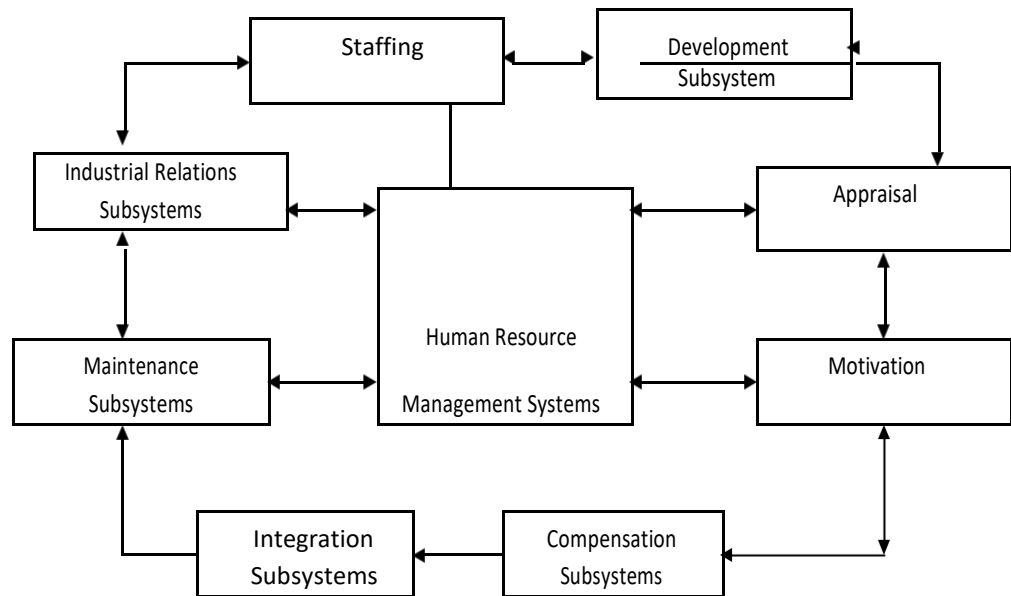 Staffing
Development
Subsystem
Industrial Relations
Subsystems
Appraisal
Human Resource
Management Systems
Maintenance
Subsystems
Motivation
Integration
Subsystems
Compensation
Subsystems